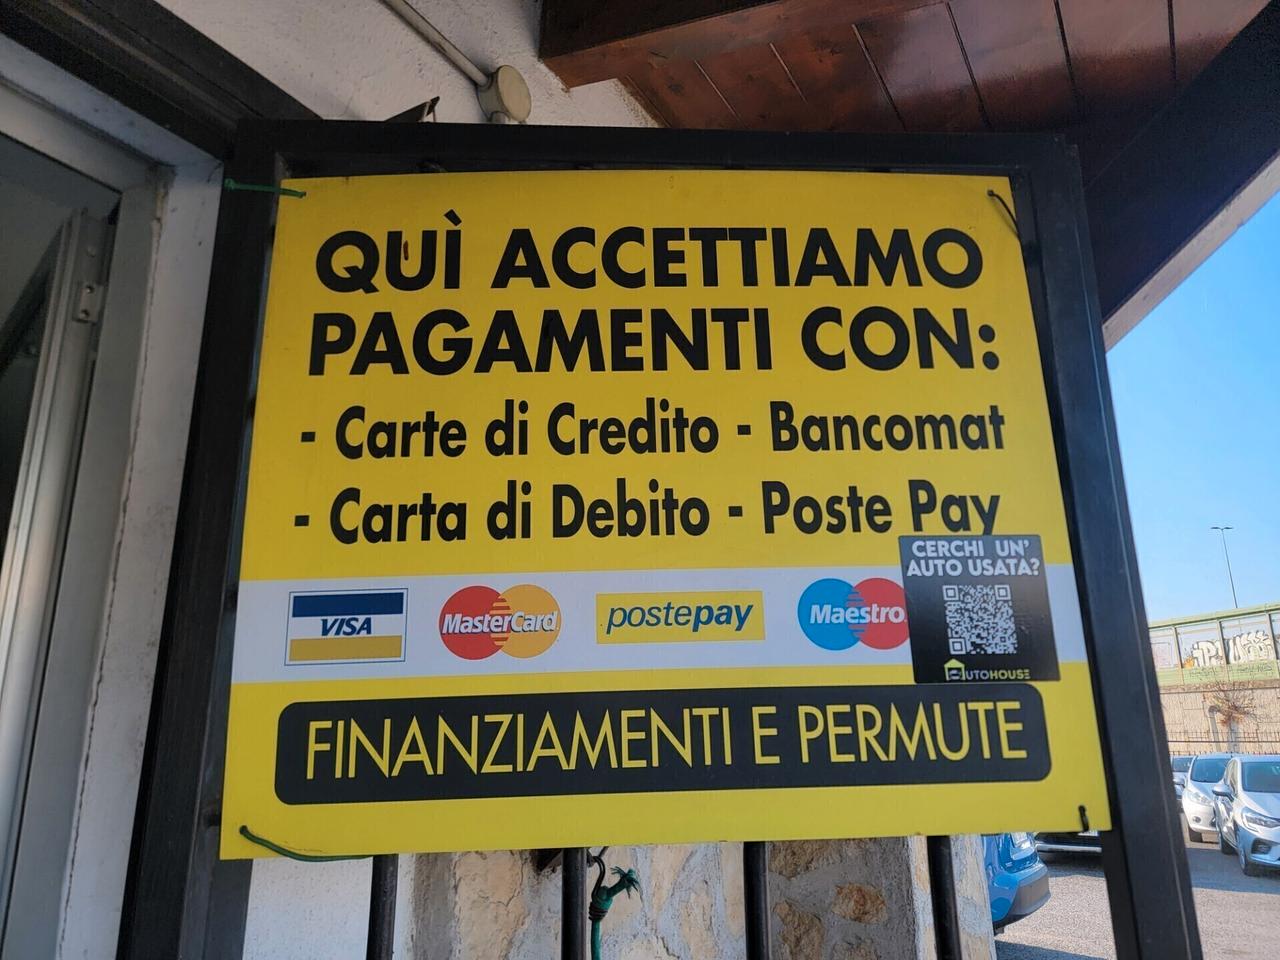 QUÌ ACCETTIAMO
PAGAMENTI CON:
- Carte di Credito - Bancomat
- Carta di Debito - Poste Pay
VISA
MasterCard
postepay
Maestro
CERCHI UN'
AUTO USATA?
AUTOHOUSE
FINANZIAMENTI E PERMUTE